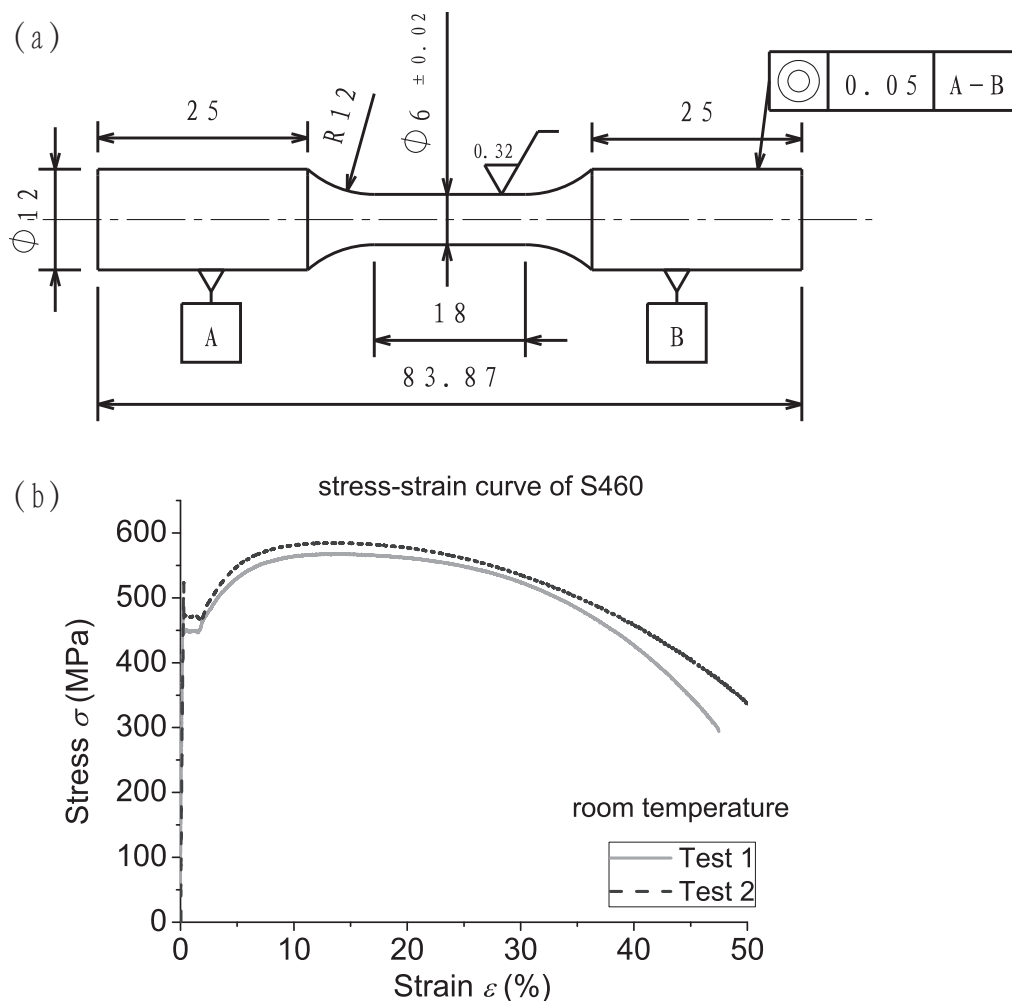 (a)
φ6 ±0.02
0.05 A-B
25
R12
25
0.32
φ12
A
18
B
83.87
(b)
stress-strain curve of S460
600
500
400
300
200
100
0
Stress σ (MPa)
room temperature
Test 1
Test 2
0 10 20 30 40 50
Strain ε (%)